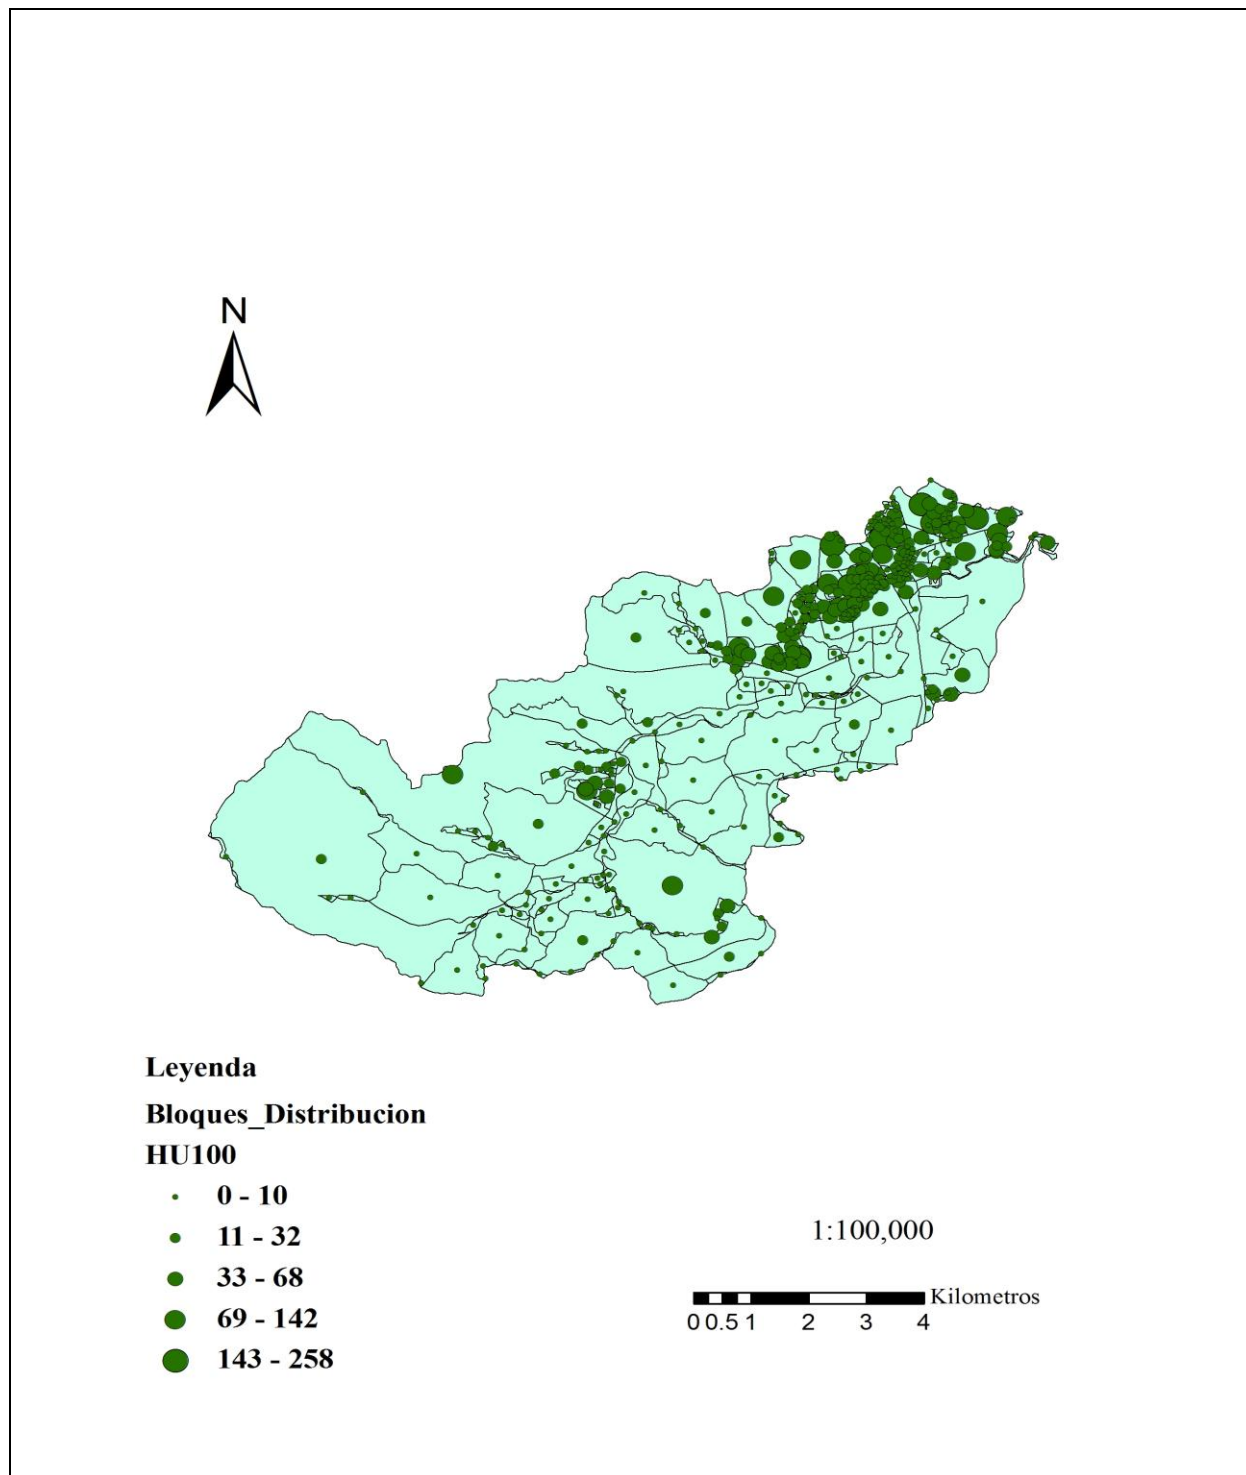 N
Leyenda
Bloques_Distribucion
HU100
0 - 10
11 - 32
33 - 68
69 - 142
143 - 258
1:100,000
Kilometros
0 0.5 1 2 3 4